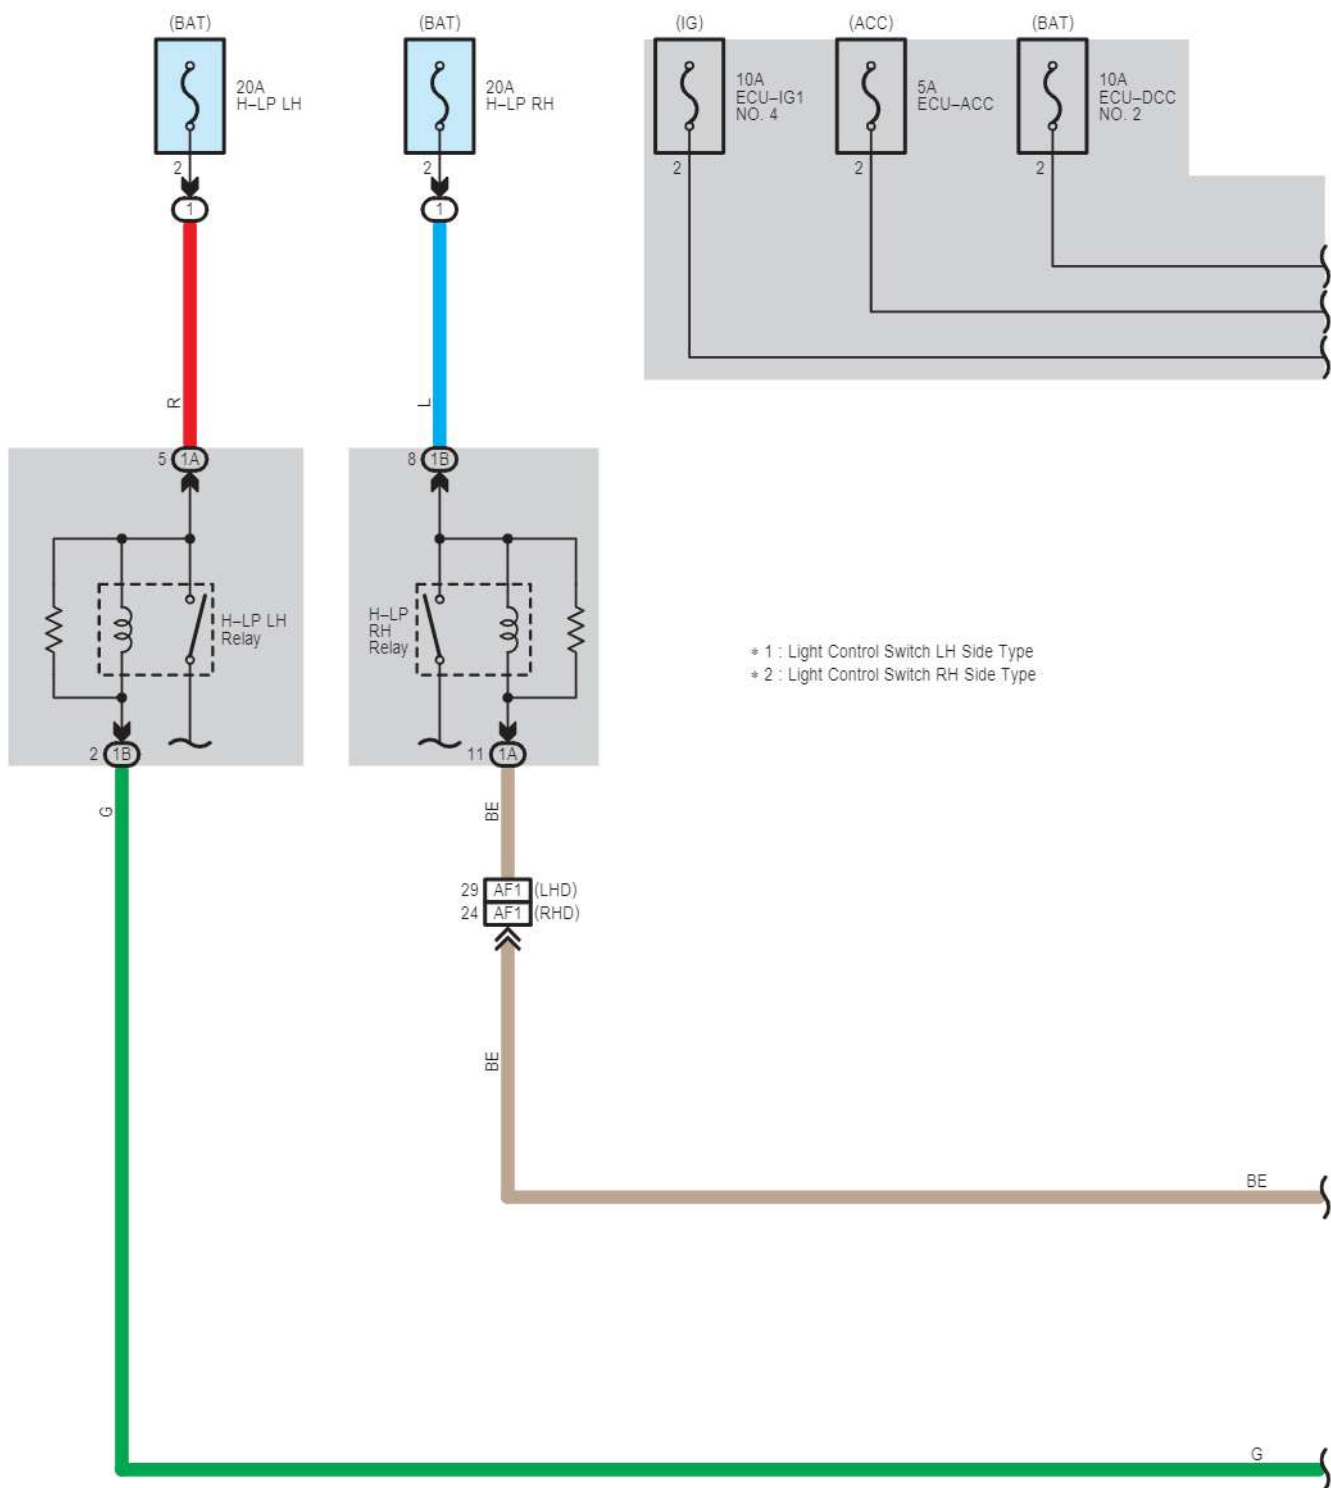 (BAT)
(BAT)
(IG)
(ACC)
(BAT)
20A
H–LP LH
20A
H–LP RH
10A
ECU–IG1
NO. 4
5A
ECU–ACC
10A
ECU–DCC
NO. 2
2
2
2
2
2
1
1
R
L
5 1A
8 1B
H–LP LH
Relay
H–LP
RH
Relay
∗ 1 : Light Control Switch LH Side Type
∗ 2 : Light Control Switch RH Side Type
2 1B
11 1A
G
BE
29 AF1 (LHD)
24 AF1 (RHD)
BE
BE
G